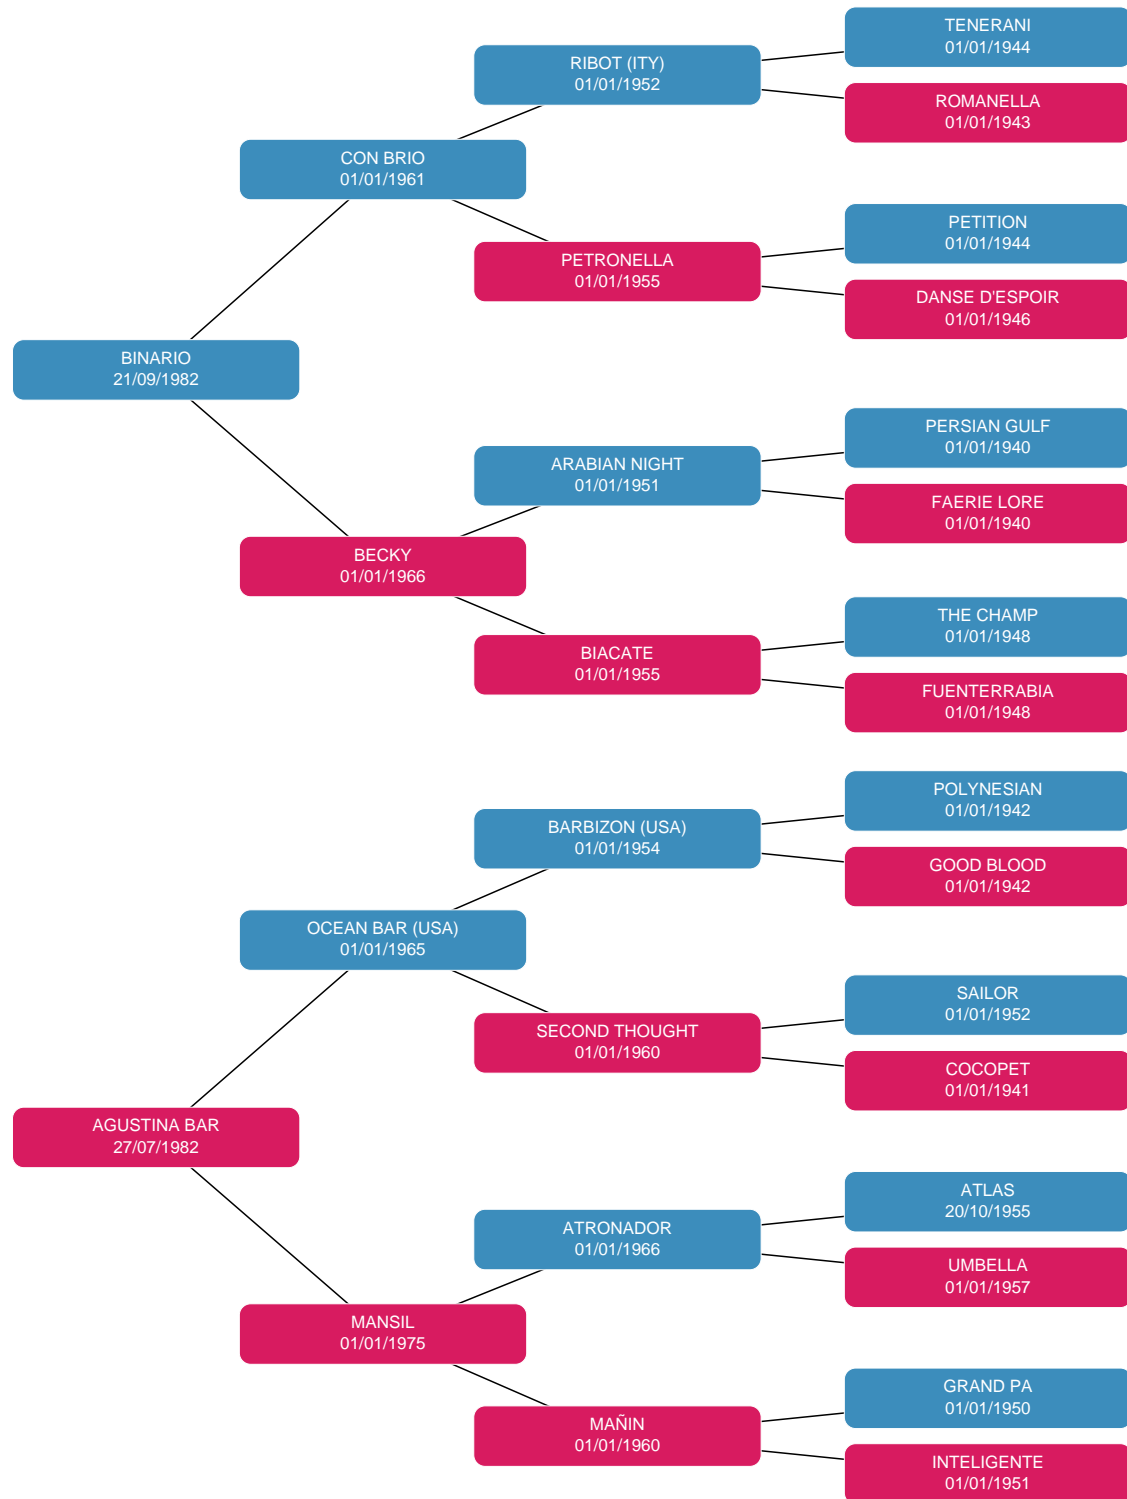 TENERANI
01/01/1944
RIBOT (ITY)
01/01/1952
ROMANELLA
01/01/1943
CON BRIO
01/01/1961
PETITION
01/01/1944
PETRONELLA
01/01/1955
DANSE D'ESPOIR
01/01/1946
BINARIO
21/09/1982
PERSIAN GULF
01/01/1940
ARABIAN NIGHT
01/01/1951
FAERIE LORE
01/01/1940
BECKY
01/01/1966
THE CHAMP
01/01/1948
BIACATE
01/01/1955
FUENTERRABIA
01/01/1948
POLYNESIAN
01/01/1942
BARBIZON (USA)
01/01/1954
GOOD BLOOD
01/01/1942
OCEAN BAR (USA)
01/01/1965
SAILOR
01/01/1952
SECOND THOUGHT
01/01/1960
COCOPET
01/01/1941
AGUSTINA BAR
27/07/1982
ATLAS
20/10/1955
ATRONADOR
01/01/1966
UMBELLA
01/01/1957
MANSIL
01/01/1975
GRAND PA
01/01/1950
MAÑIN
01/01/1960
INTELIGENTE
01/01/1951